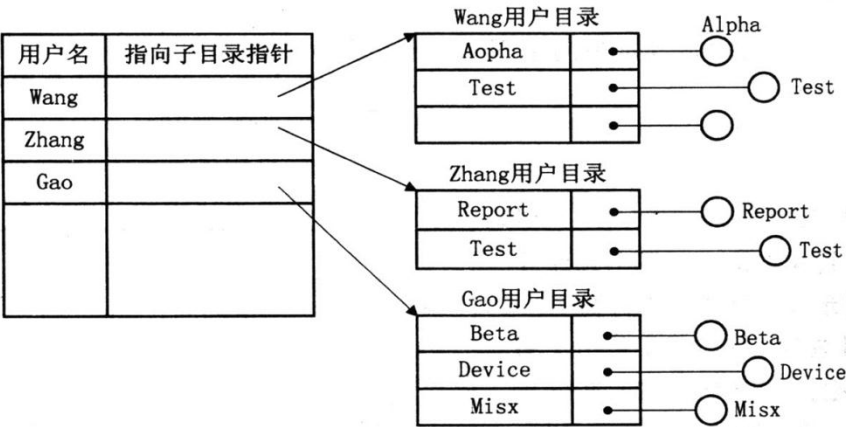 用户名 指向子目录指针
Wang
Zhang
Gao
Wang用户目录
Aopha Alpha
Test Test
Zhang用户目录
Report Report
Test Test
Gao用户目录
Beta Beta
Device Device
Misx Misx